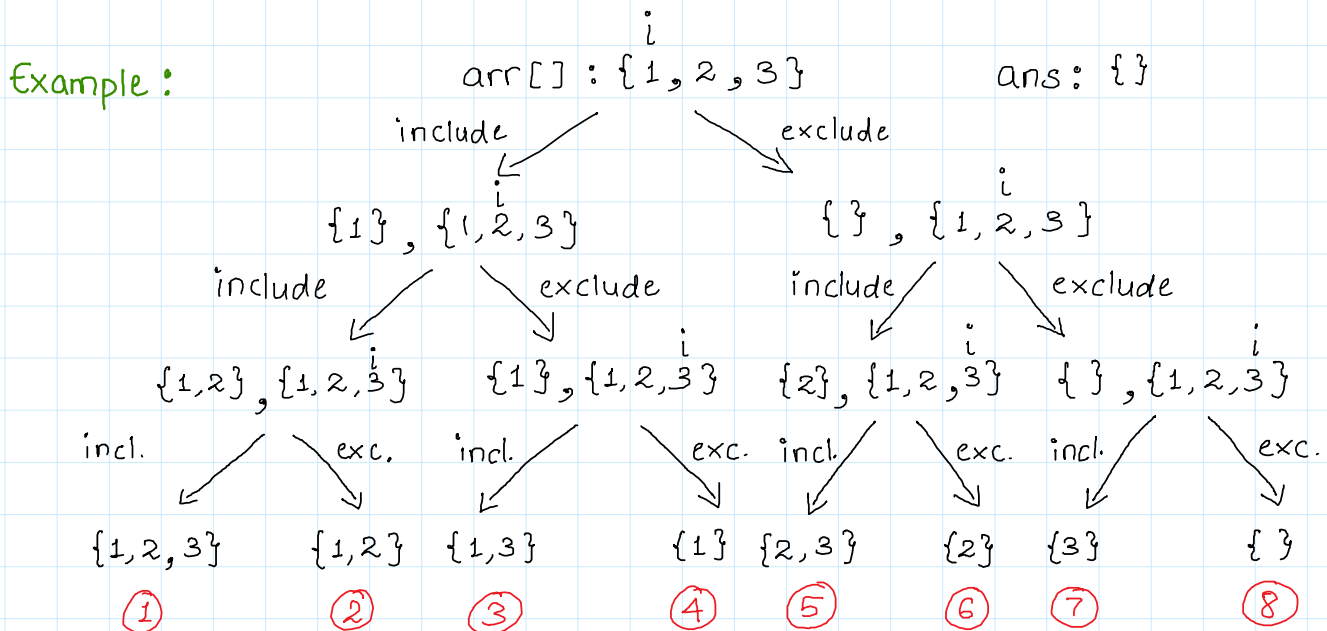 i
Example : arr[] : {1, 2, 3} ans : {}
include exclude
i i
{1}, {1, 2, 3} {}, {1, 2, 3}
include exclude include exclude
i i i i
{1,2}, {1, 2, 3} {1}, {1, 2, 3} {2}, {1, 2, 3} {}, {1, 2, 3}
incl. exc. incl. exc. incl. exc. incl. exc.
{1, 2, 3} {1, 2} {1, 3} {1} {2, 3} {2} {3} {}
1 2 3 4 5 6 7 8